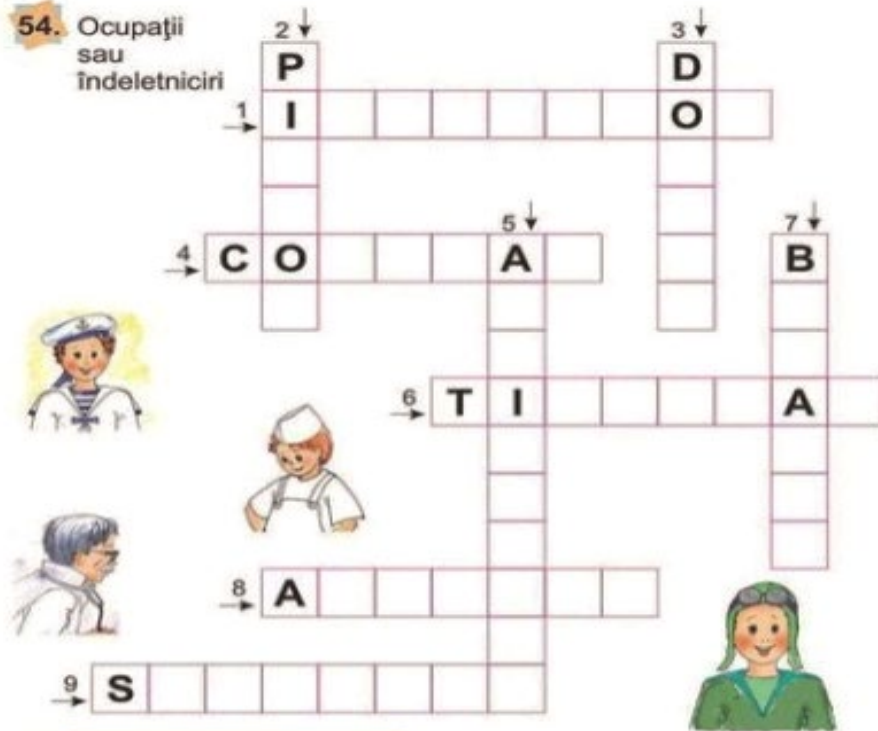 54. Ocupaţii
sau
îndeletniciri
2 3
P D
1 I O
5 7
4 C O A B
6 T I A
8 A
9 S